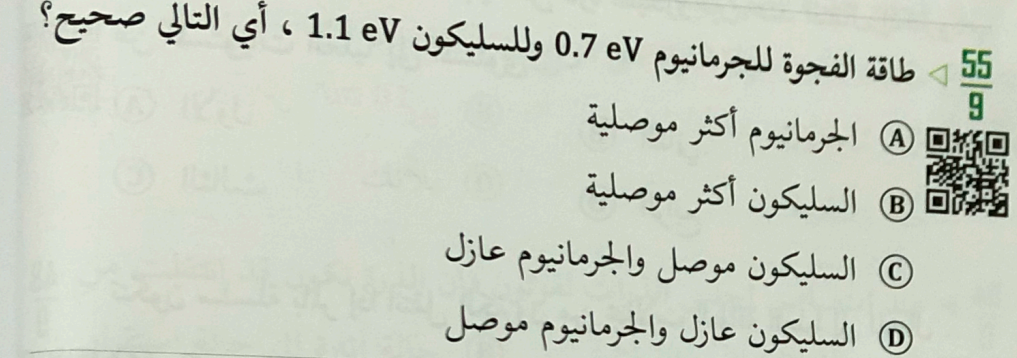 55/9 ◁ طاقة الفجوة للجرمانيوم 0.7 eV وللسليكون 1.1 eV ، أي التالي صحيح؟
A الجرمانيوم أكثر موصلية
B السليكون أكثر موصلية
C السليكون موصل والجرمانيوم عازل
D السليكون عازل والجرمانيوم موصل